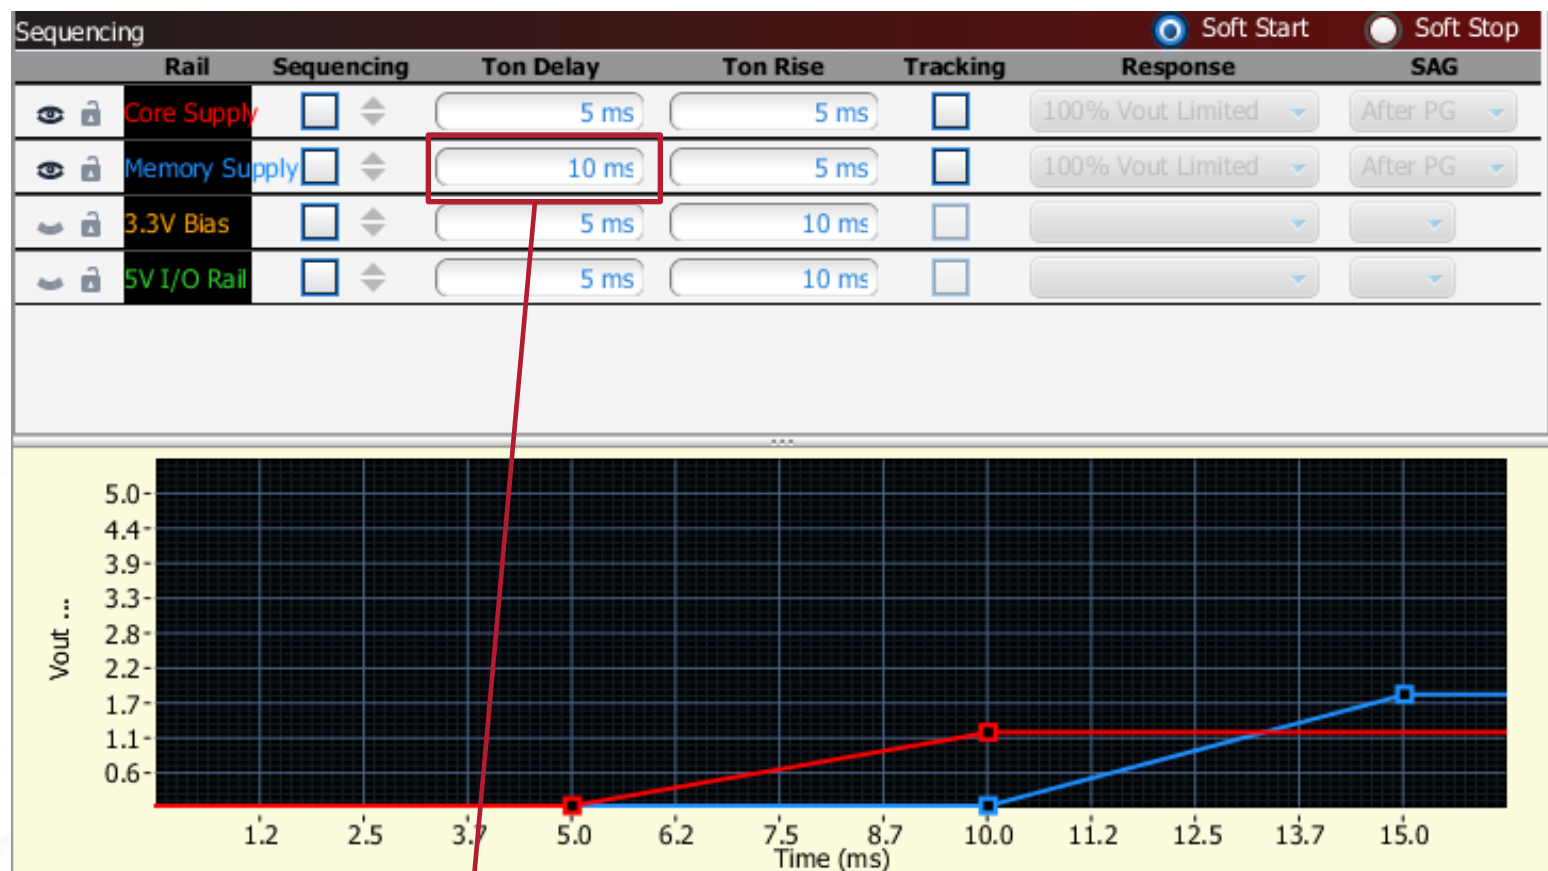 Sequencing Soft Start Soft Stop
Rail Sequencing Ton Delay Ton Rise Tracking Response SAG
Core Supply 5 ms 5 ms 100% Vout Limited After PG
Memory Supply 10 ms 5 ms 100% Vout Limited After PG
3.3V Bias 5 ms 10 ms
5V I/O Rail 5 ms 10 ms
Vout ...
5.0
4.4
3.9
3.3
2.8
2.2
1.7
1.1
0.6
1.2 2.5 3.7 5.0 6.2 7.5 8.7 10.0 11.2 12.5 13.7 15.0
Time (ms)